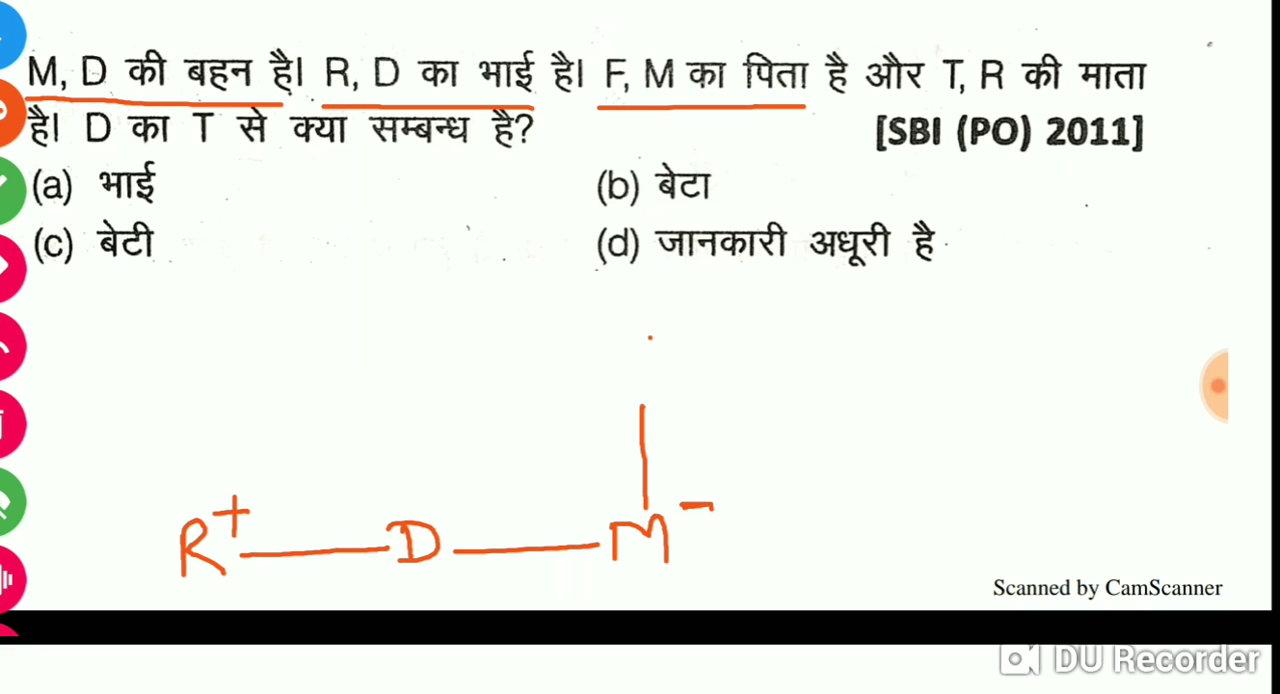 M, D की बहन है। R, D का भाई है। F, M का पिता है और T, R की माता
है। D का T से क्या सम्बन्ध है? [SBI (PO) 2011]
(a) भाई (b) बेटा
(c) बेटी (d) जानकारी अधूरी है
R+ D M-
Scanned by CamScanner
DU Recorder